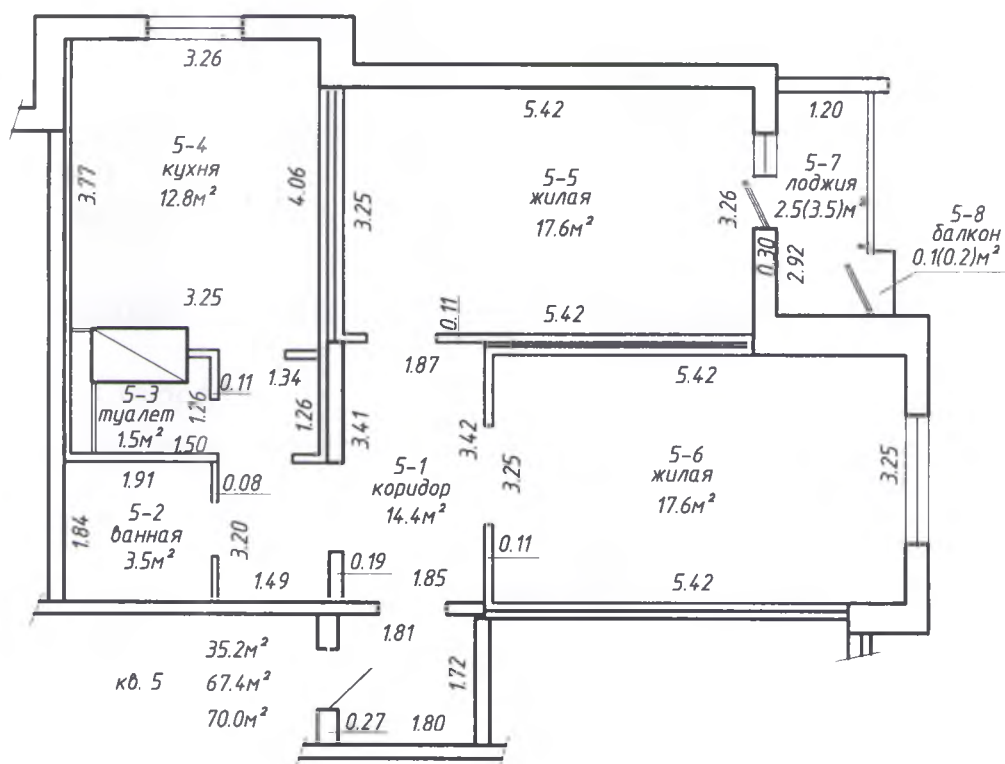 3.26
5-4
кухня
12.8м²
3.77
4.06
3.25
5.42
5-5
жилая
17.6м²
3.25
3.26
5.42
0.11
1.20
5-7
лоджия
2.5(3.5)м
0.30
2.92
5-8
балкон
0.1(0.2)м²
0.11
1.34
5-3
туалет
1.5м²
1.26
1.50
1.26
1.87
3.41
3.42
5-1
коридор
14.4м²
5.42
3.25
5-6
жилая
17.6м²
3.25
0.11
5.42
1.91
0.08
5-2
ванная
3.5м²
1.84
3.20
1.49
0.19
1.85
1.81
1.72
0.27
1.80
кв. 5
35.2м²
67.4м²
70.0м²